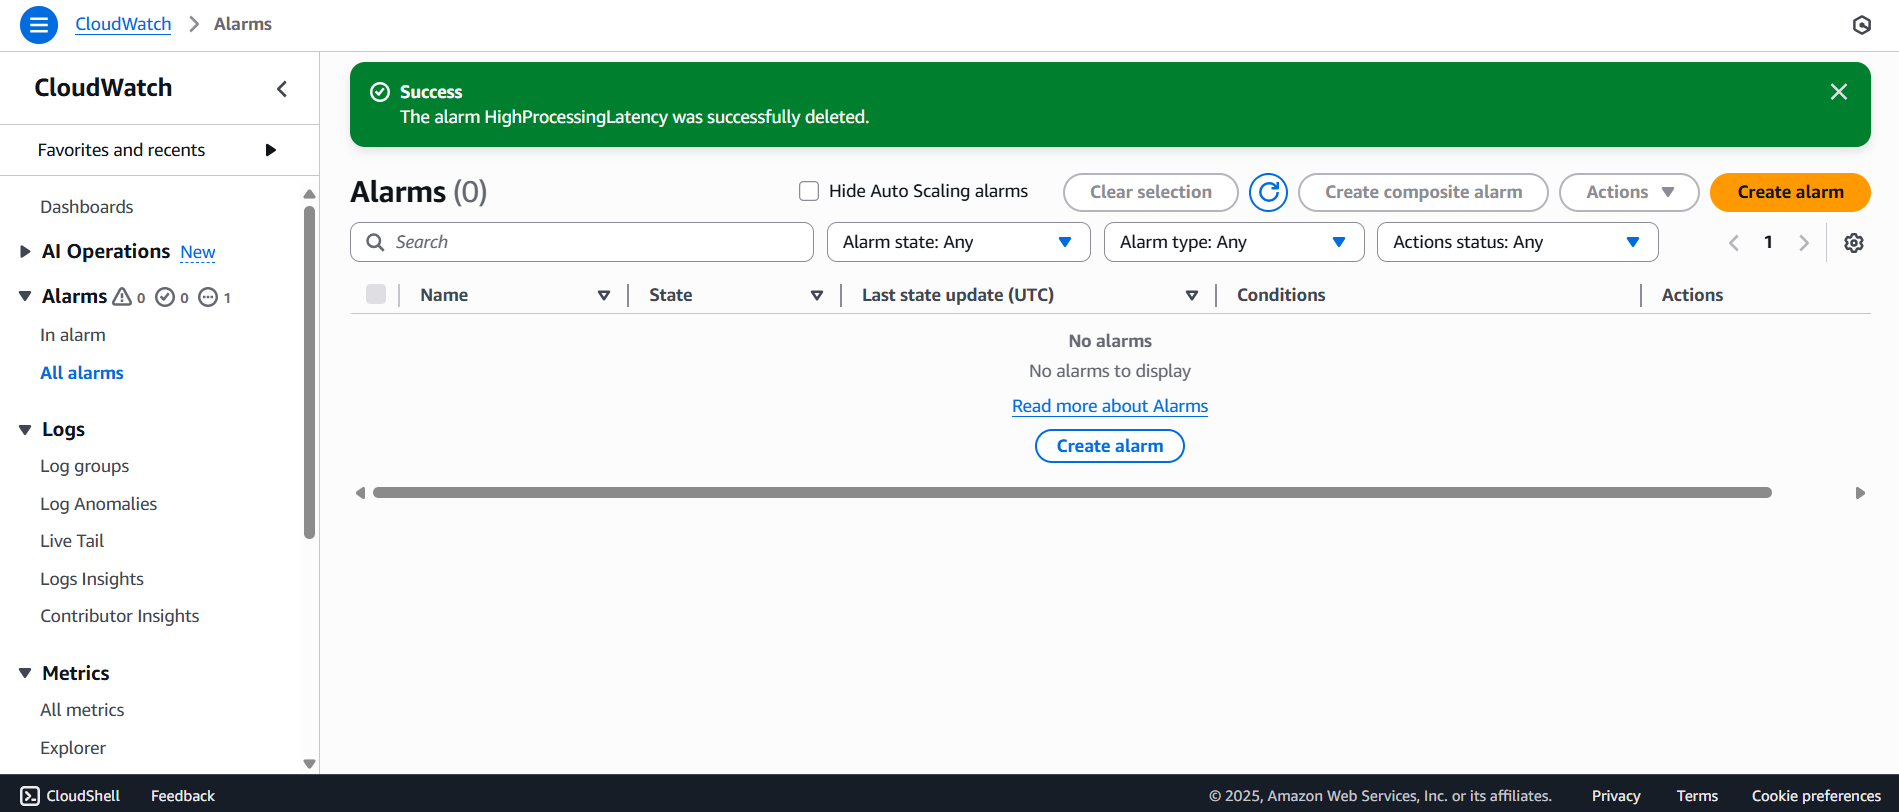 CloudWatch > Alarms
CloudWatch
Favorites and recents
Dashboards
AI Operations New
Alarms 0 0 1
In alarm
All alarms
Logs
Log groups
Log Anomalies
Live Tail
Logs Insights
Contributor Insights
Metrics
All metrics
Explorer
Success
The alarm HighProcessingLatency was successfully deleted.
Alarms (0)
Hide Auto Scaling alarms
Clear selection
Create composite alarm
Actions
Create alarm
Search
Alarm state: Any
Alarm type: Any
Actions status: Any
1
Name
State
Last state update (UTC)
Conditions
Actions
No alarms
No alarms to display
Read more about Alarms
Create alarm
CloudShell
Feedback
© 2025, Amazon Web Services, Inc. or its affiliates.
Privacy
Terms
Cookie preferences